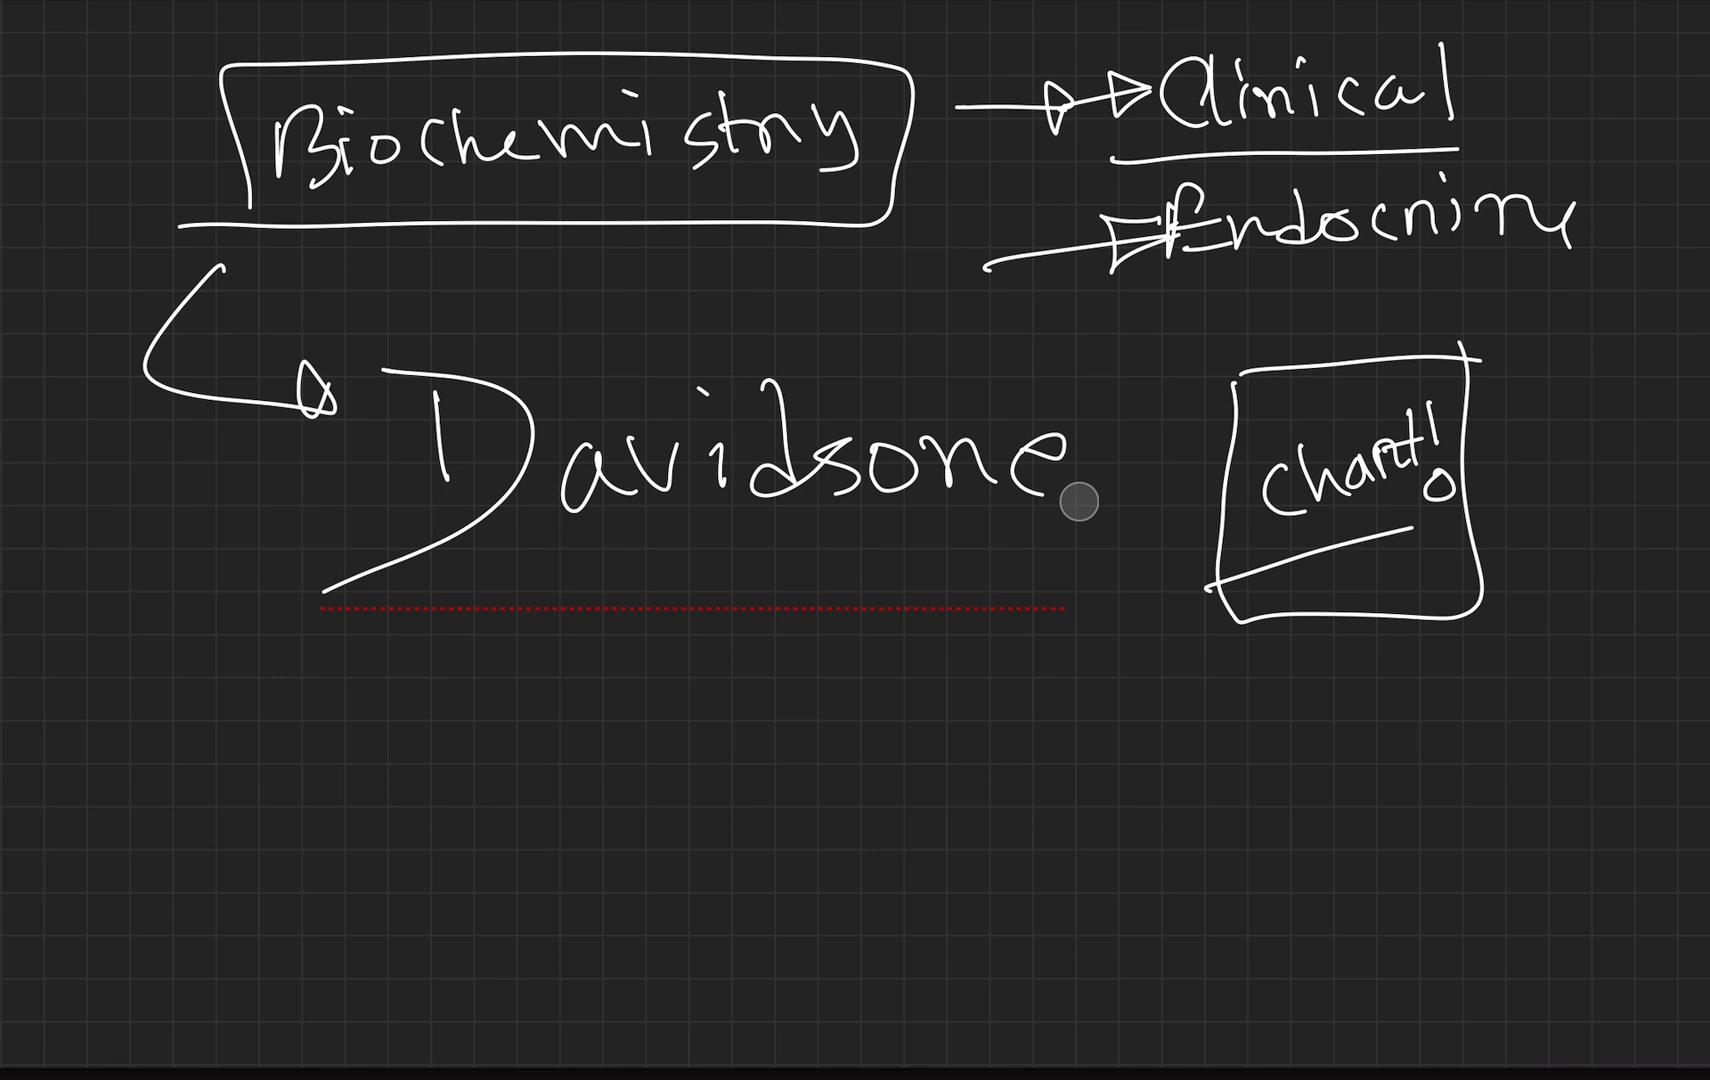 Biochemistry
Clinical
Endocrine
Davidsone
Chart!